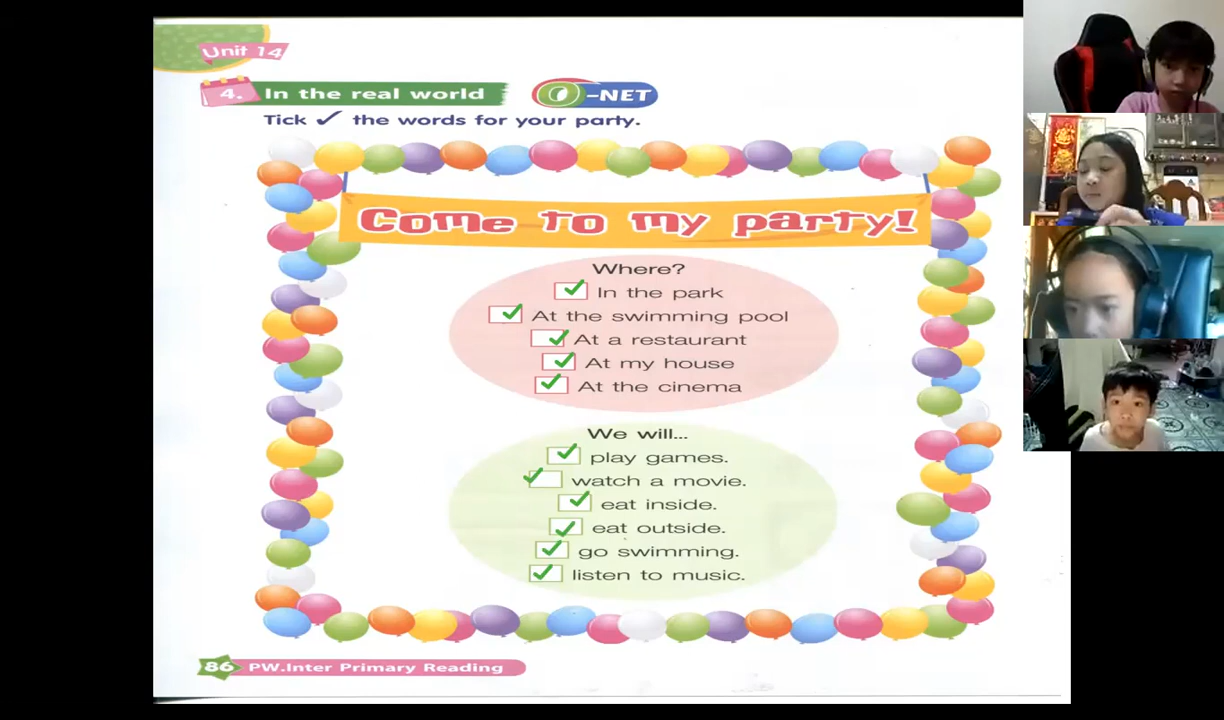 Unit 14
4. In the real world O-NET
Tick ✓ the words for your party.
Come to my party!
Where?
✓ In the park
✓ At the swimming pool
✓ At a restaurant
✓ At my house
✓ At the cinema
We will...
✓ play games.
✓ watch a movie.
✓ eat inside.
✓ eat outside.
✓ go swimming.
✓ listen to music.
86 PW.Inter Primary Reading